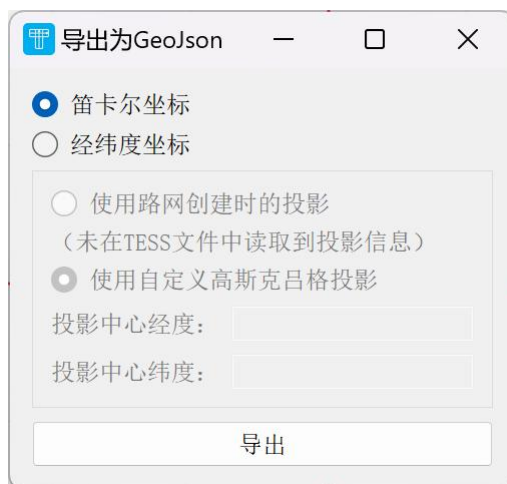 导出为GeoJson
笛卡尔坐标
经纬度坐标
使用路网创建时的投影
（未在TESS文件中读取到投影信息）
使用自定义高斯克吕格投影
投影中心经度：
投影中心纬度：
导出